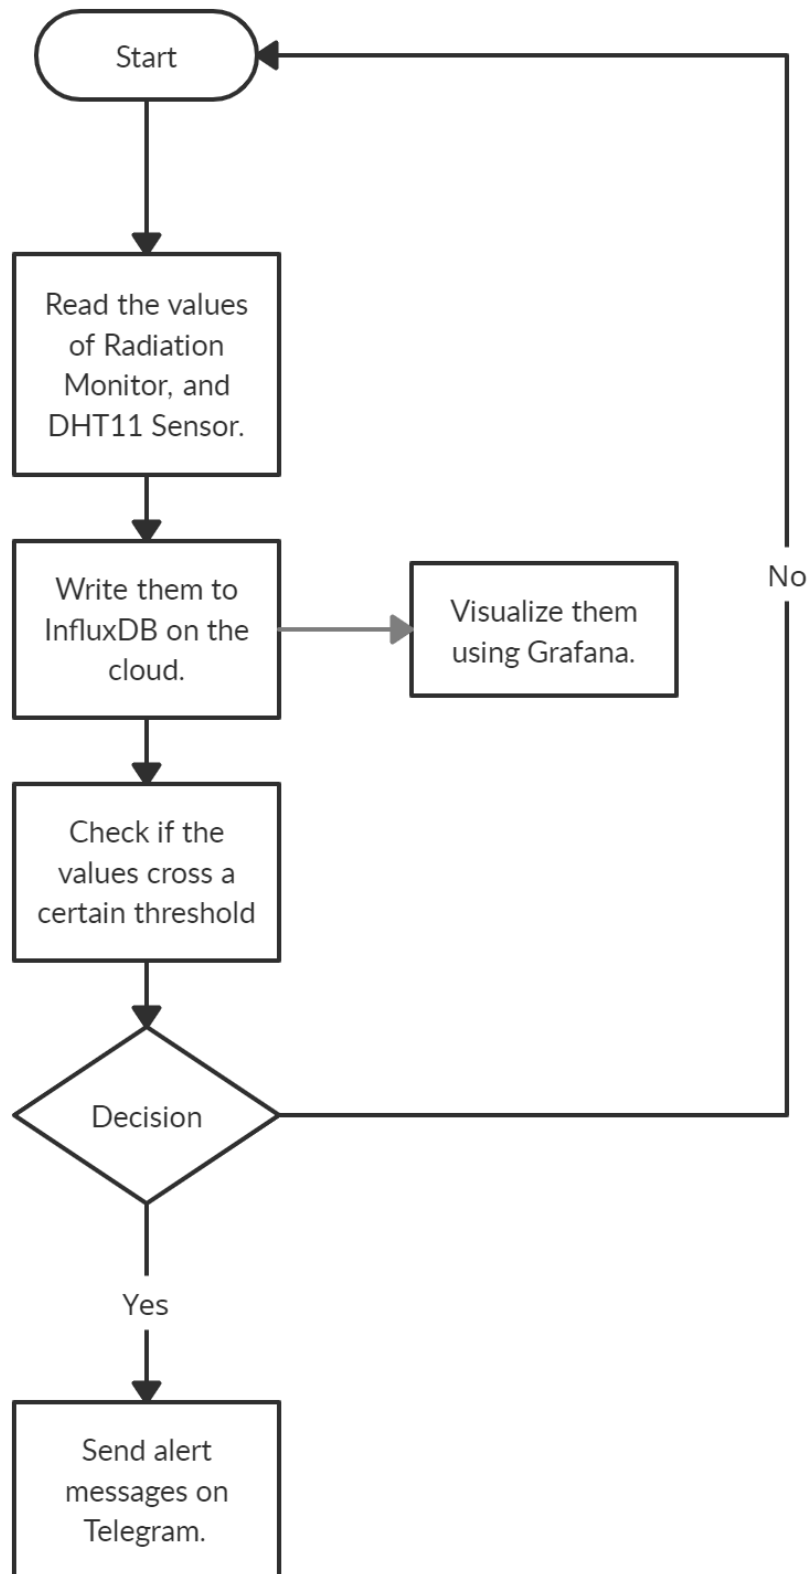 Start
Read the values
of Radiation
Monitor, and
DHT11 Sensor.
Write them to
InfluxDB on the
cloud.
Visualize them
using Grafana.
No
Check if the
values cross a
certain threshold
Decision
Yes
Send alert
messages on
Telegram.